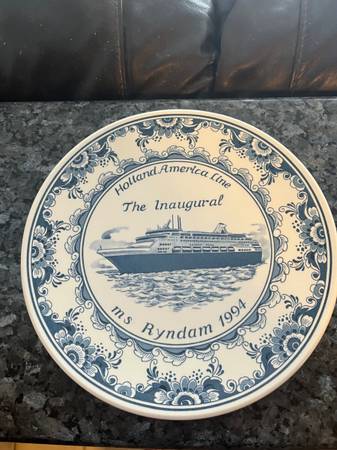 Holland America Line
The Inaugural
ms Ryndam 1994